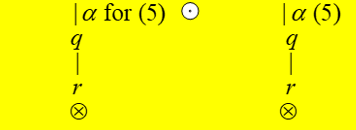 |α for (5) ⊙ |α (5)
q q
| |
r r
⊗ ⊗